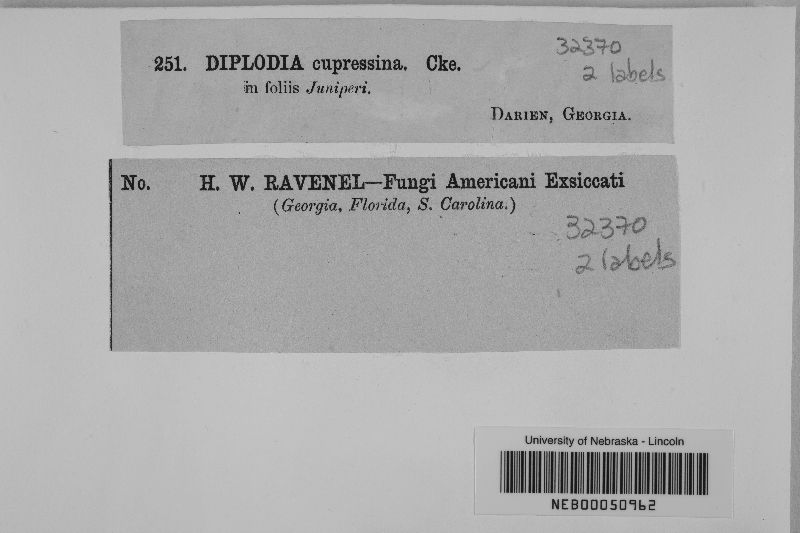 251. DIPLODIA cupressina. Cke.
in foliis Juniperi.
DARIEN, GEORGIA.
32370
2 labels
No. H. W. RAVENEL—Fungi Americani Exsiccati
(Georgia, Florida, S. Carolina.)
32370
2 labels
University of Nebraska - Lincoln
NEB00050962